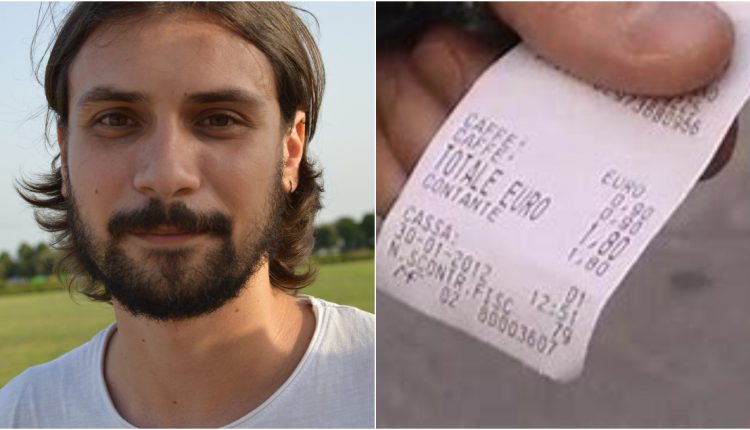 CAFFE:
CAFFE:
TOTALE EURO
CONTANTE
EURO
0,90
0,90
1,80
1,80
CASSA. 01
30-01-2012 12:51
N.SCONTR.FISC 79
02 80003607